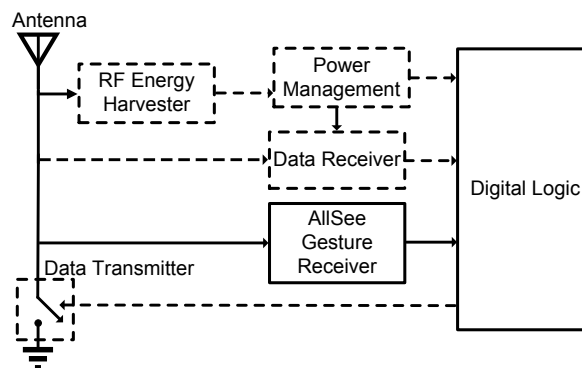 Antenna
RF Energy
Harvester
Power
Management
Data Receiver
Digital Logic
AllSee
Gesture
Receiver
Data Transmitter